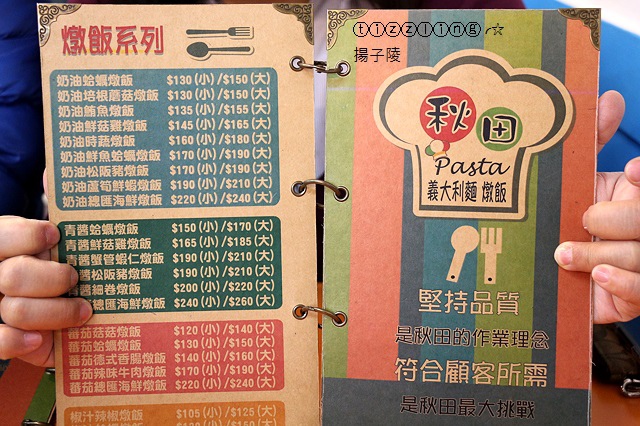 燉飯系列
奶油蛤蠣燉飯 $130(小)/$150(大)
奶油培根蘑菇燉飯 $130(小)/$150(大)
奶油鮪魚燉飯 $135(小)/$155(大)
奶油鮮菇雞燉飯 $145(小)/$165(大)
奶油時蔬燉飯 $160(小)/$180(大)
奶油鮮魚蛤蠣燉飯 $170(小)/$190(大)
奶油松阪豬燉飯 $170(小)/$190(大)
奶油蘆筍鮮蝦燉飯 $190(小)/$210(大)
奶油總匯海鮮燉飯 $220(小)/$240(大)
青醬蛤蠣燉飯 $150(小)/$170(大)
青醬鮮菇雞燉飯 $165(小)/$185(大)
青醬蟹管蝦仁燉飯 $190(小)/$210(大)
醬松阪豬燉飯 $190(小)/$210(大)
醬細卷燉飯 $200(小)/$220(大)
總匯海鮮燉飯 $240(小)/$260(大)
蕃茄菇菇燉飯 $120(小)/$140(大)
蕃茄蛤蠣燉飯 $130(小)/$150(大)
蕃茄德式香腸燉飯 $140(小)/$160(大)
蕃茄辣味牛肉燉飯 $170(小)/$190(大)
蕃茄總匯海鮮燉飯 $220(小)/$240(大)
椒汁辣椒燉飯 $105(小)/$125(大)
ⓣⓘⓩⓩⓘⓝⓖ╭☆
揚子陵
秋田
Pasta
義大利麵 燉飯
堅持品質
是秋田的作業理念
符合顧客所需
是秋田最大挑戰